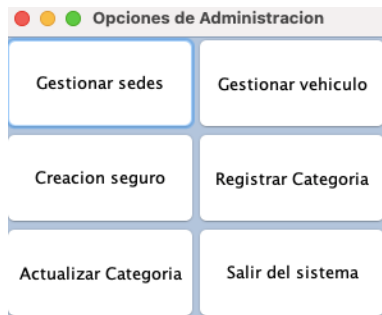 Opciones de Administracion
Gestionar sedes
Gestionar vehiculo
Creacion seguro
Registrar Categoria
Actualizar Categoria
Salir del sistema